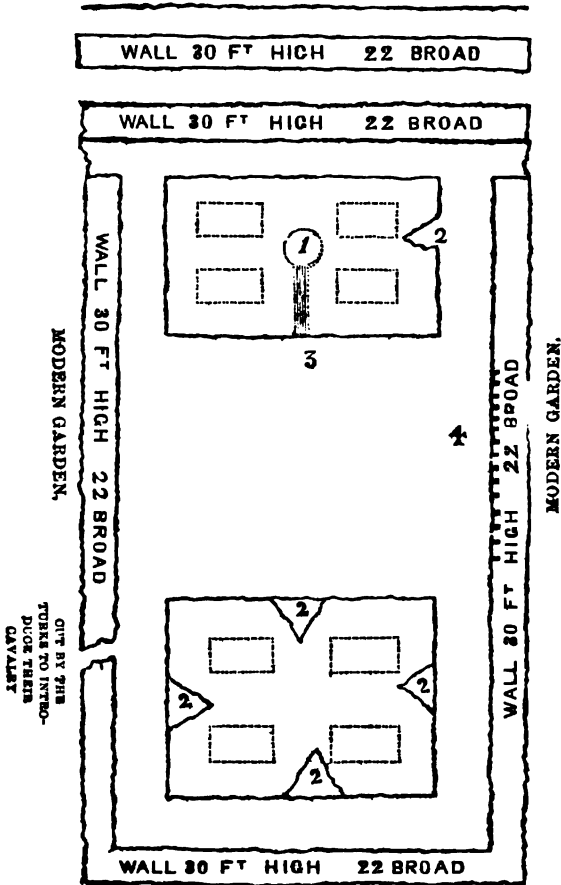 WALL 30 FT HIGH 22 BROAD
WALL 30 FT HIGH 22 BROAD
1
2
3
4
WALL 30 FT HIGH 22 BROAD
MODERN GARDEN.
WALL 30 FT HIGH 22 BROAD
MODERN GARDEN.
CUT BY THE
TURKS TO INTRO-
DUCE THEIR
CAVALRY
2
2
2
2
WALL 30 FT HIGH 22 BROAD